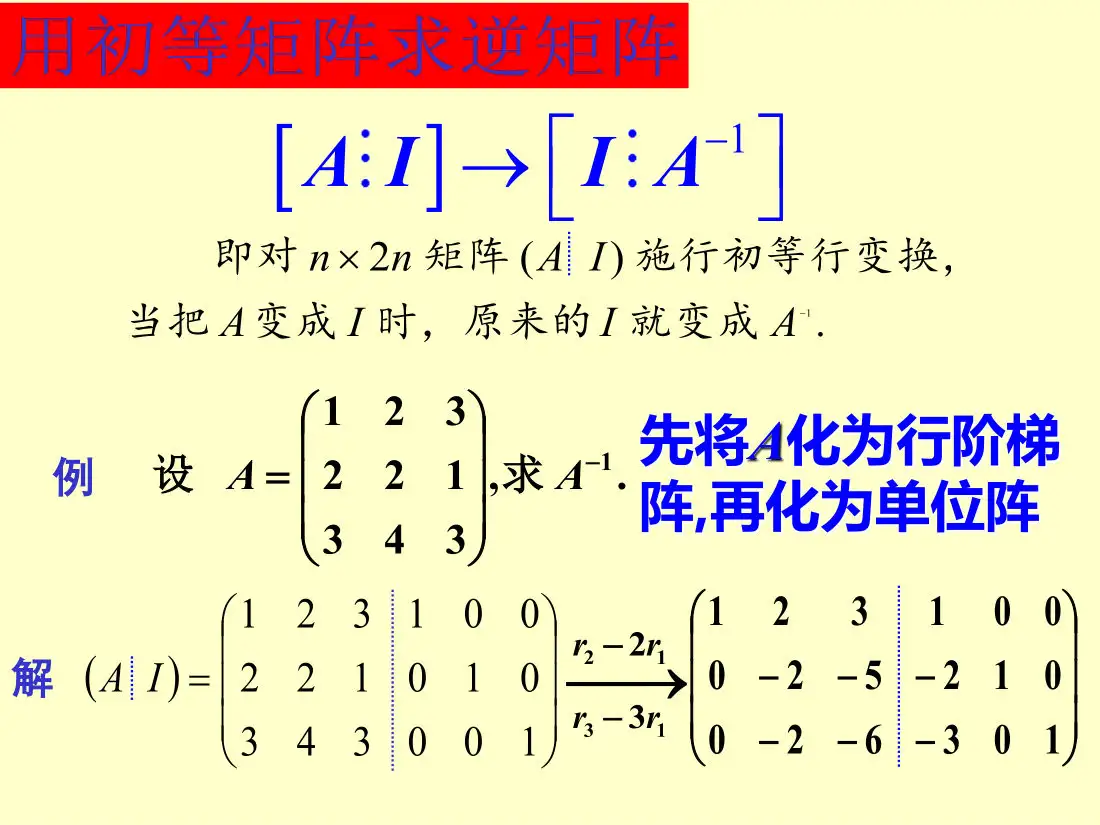 用初等矩阵求逆矩阵
[A⋮I]→[I⋮A⁻¹]
即对 n×2n 矩阵 (A⋮I) 施行初等行变换，
当把 A 变成 I 时，原来的 I 就变成 A⁻¹.
先将A化为行阶梯
阵,再化为单位阵
例 设 A = (1 2 3
2 2 1
3 4 3), 求 A⁻¹.
解 (A⋮I) = (1 2 3 ⋮ 1 0 0
2 2 1 ⋮ 0 1 0
3 4 3 ⋮ 0 0 1)
r₂ − 2r₁
r₃ − 3r₁
(1 2 3 ⋮ 1 0 0
0 −2 −5 ⋮ −2 1 0
0 −2 −6 ⋮ −3 0 1)